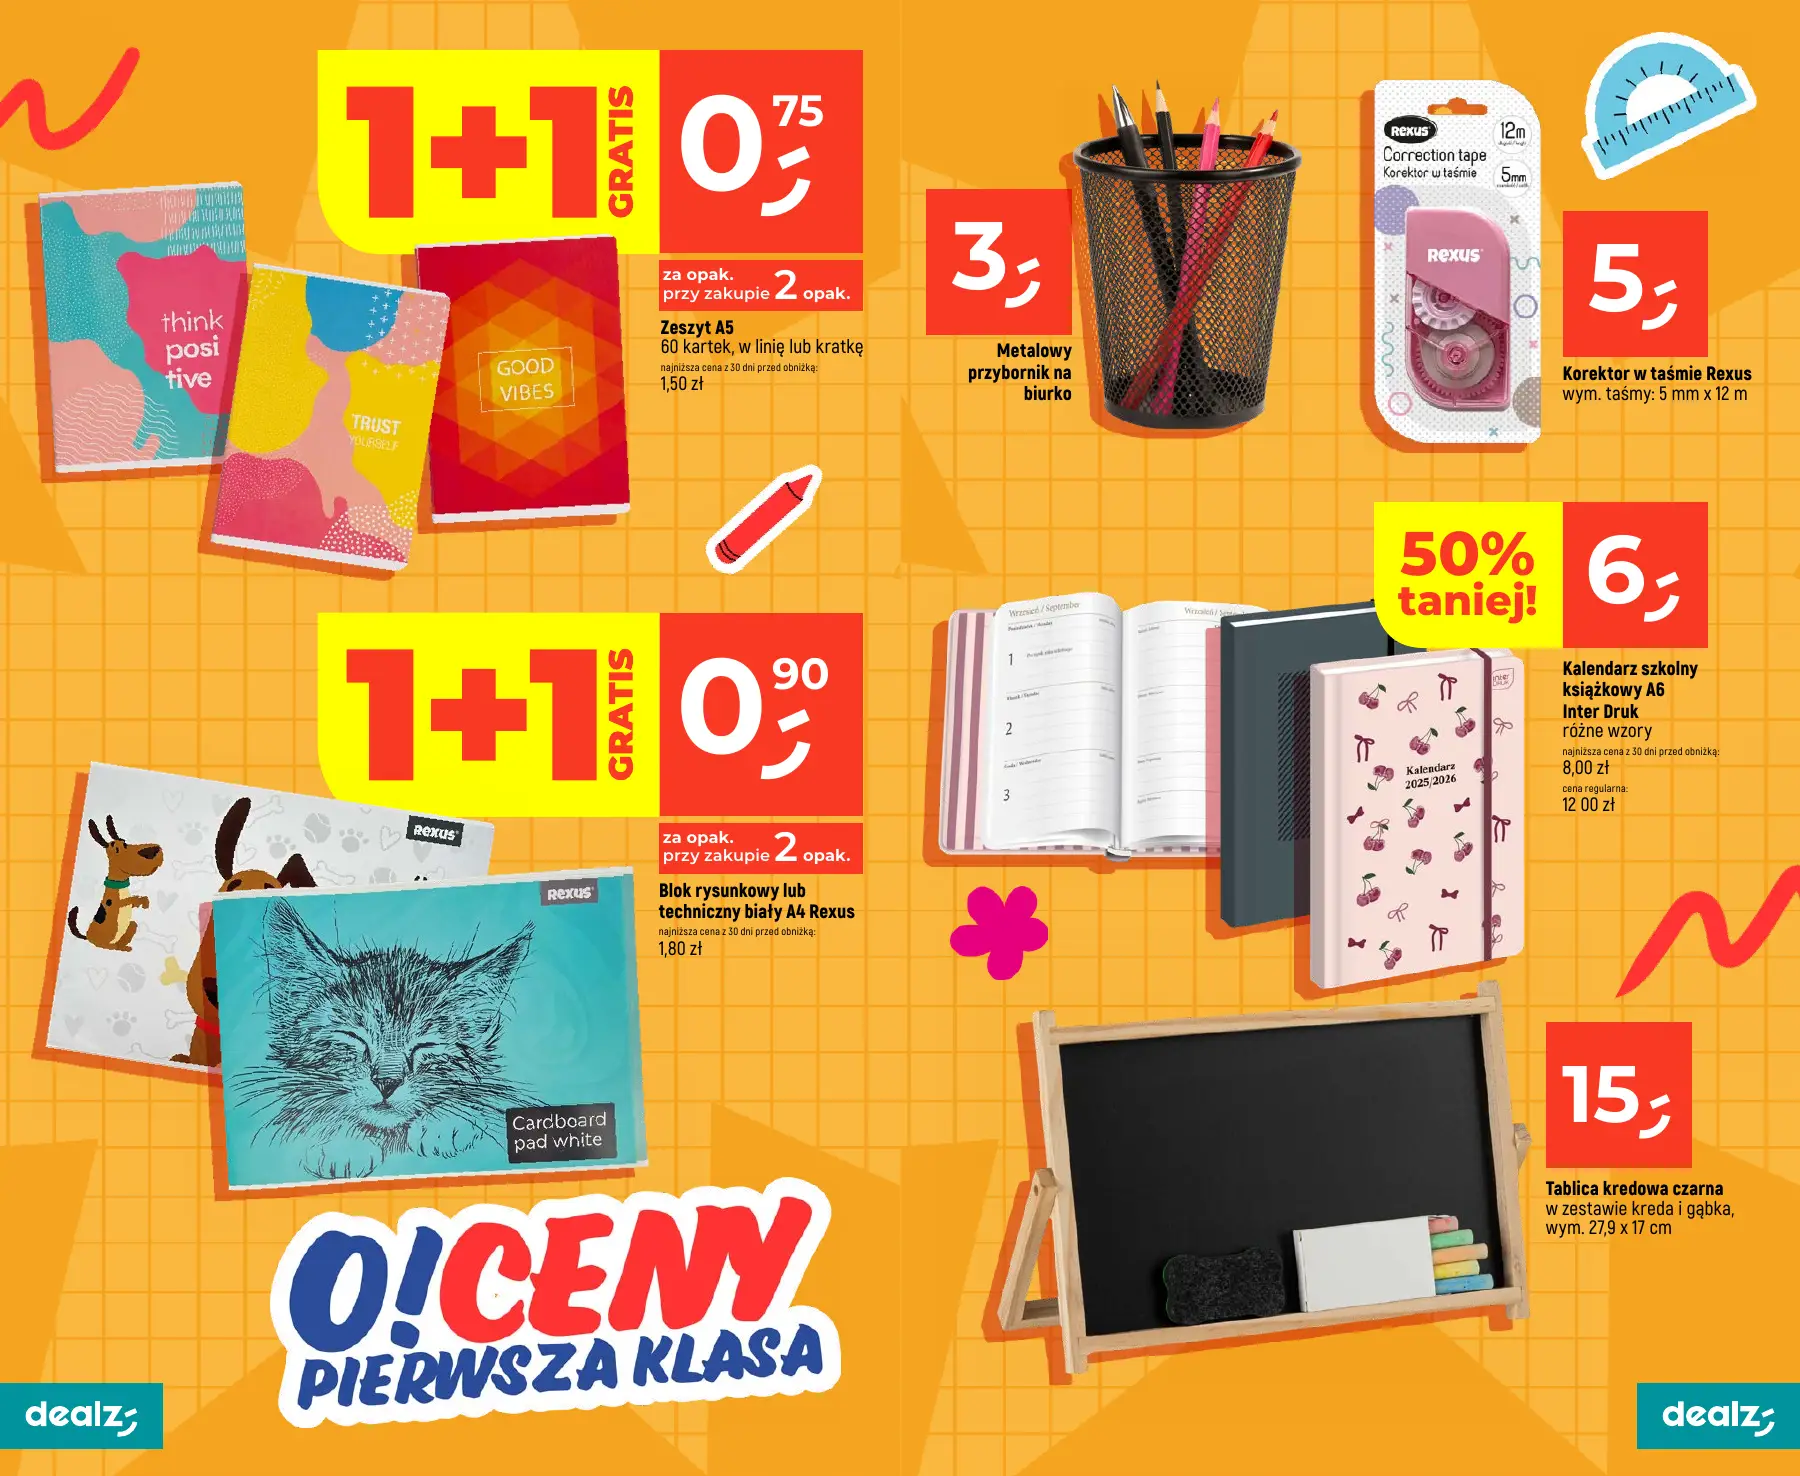 1+1 GRATIS
0,75
za opak.
przy zakupie 2 opak.
Zeszyt A5
60 kartek, w linię lub kratkę
najniższa cena z 30 dni przed obniżką:
1,50 zł
think
posi
tive
TRUST
YOURSELF
GOOD
VIBES
1+1 GRATIS
0,90
za opak.
przy zakupie 2 opak.
Blok rysunkowy lub
techniczny biały A4 Rexus
najniższa cena z 30 dni przed obniżką:
1,80 zł
Rexus
Rexus
Cardboard
pad white
O!CENY
PIERWSZA KLASA
dealz
3,-
Metalowy
przybornik na
biurko
Rexus
12m
Correction tape
Korektor w taśmie
5mm
Rexus
5,-
Korektor w taśmie Rexus
wym. taśmy: 5 mm x 12 m
50%
taniej!
6,-
Kalendarz szkolny
książkowy A6
Inter Druk
różne wzory
najniższa cena z 30 dni przed obniżką:
8,00 zł
cena regularna:
12 00 zł
Wrzesień / September
1
2
3
Kalendarz
2025/2026
15,-
Tablica kredowa czarna
w zestawie kreda i gąbka,
wym. 27,9 x 17 cm
dealz